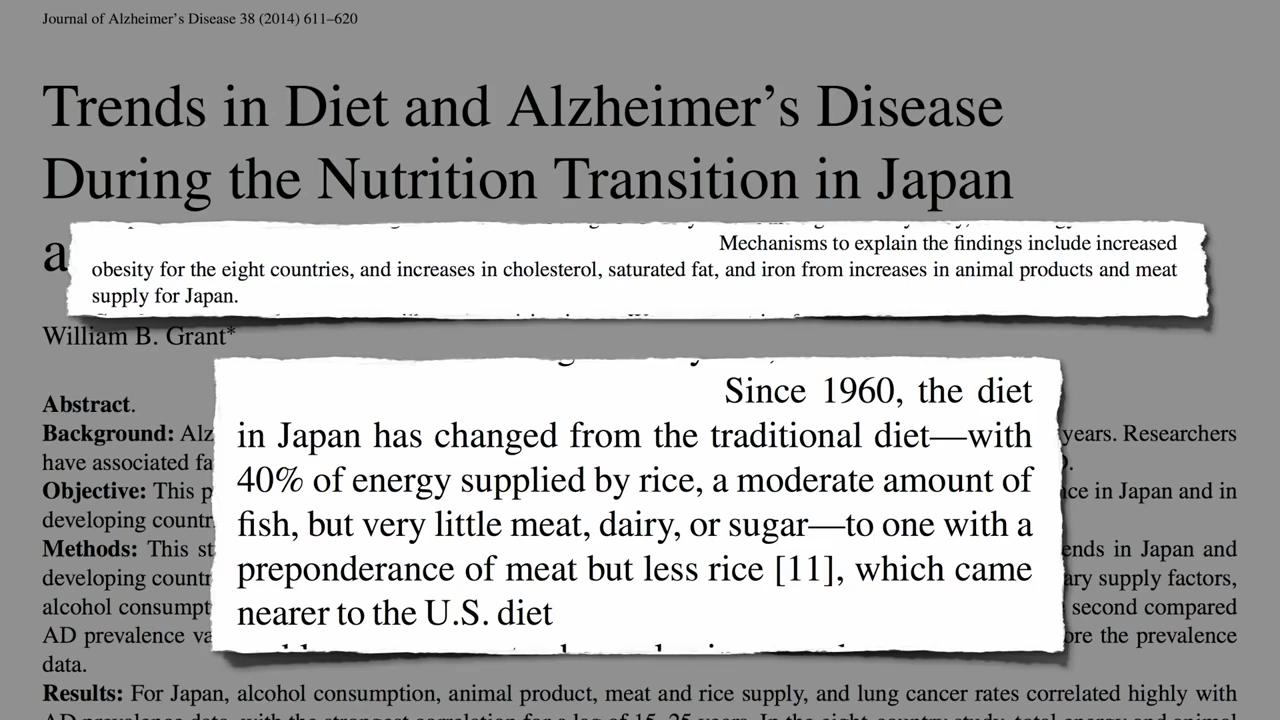 Journal of Alzheimer's Disease 38 (2014) 611–620
Trends in Diet and Alzheimer's Disease
During the Nutrition Transition in Japan
a
Mechanisms to explain the findings include increased
obesity for the eight countries, and increases in cholesterol, saturated fat, and iron from increases in animal products and meat
supply for Japan.
William B. Grant*
Since 1960, the diet
in Japan has changed from the traditional diet—with
40% of energy supplied by rice, a moderate amount of
fish, but very little meat, dairy, or sugar—to one with a
preponderance of meat but less rice [11], which came
nearer to the U.S. diet
Abstract.
Background: Alz years. Researchers
have associated fa
Objective: This p ce in Japan and in
developing countr
Methods: This st ends in Japan and
developing countr ary supply factors,
alcohol consumpt second compared
AD prevalence va ore the prevalence
data.
Results: For Japan, alcohol consumption, animal product, meat and rice supply, and lung cancer rates correlated highly with